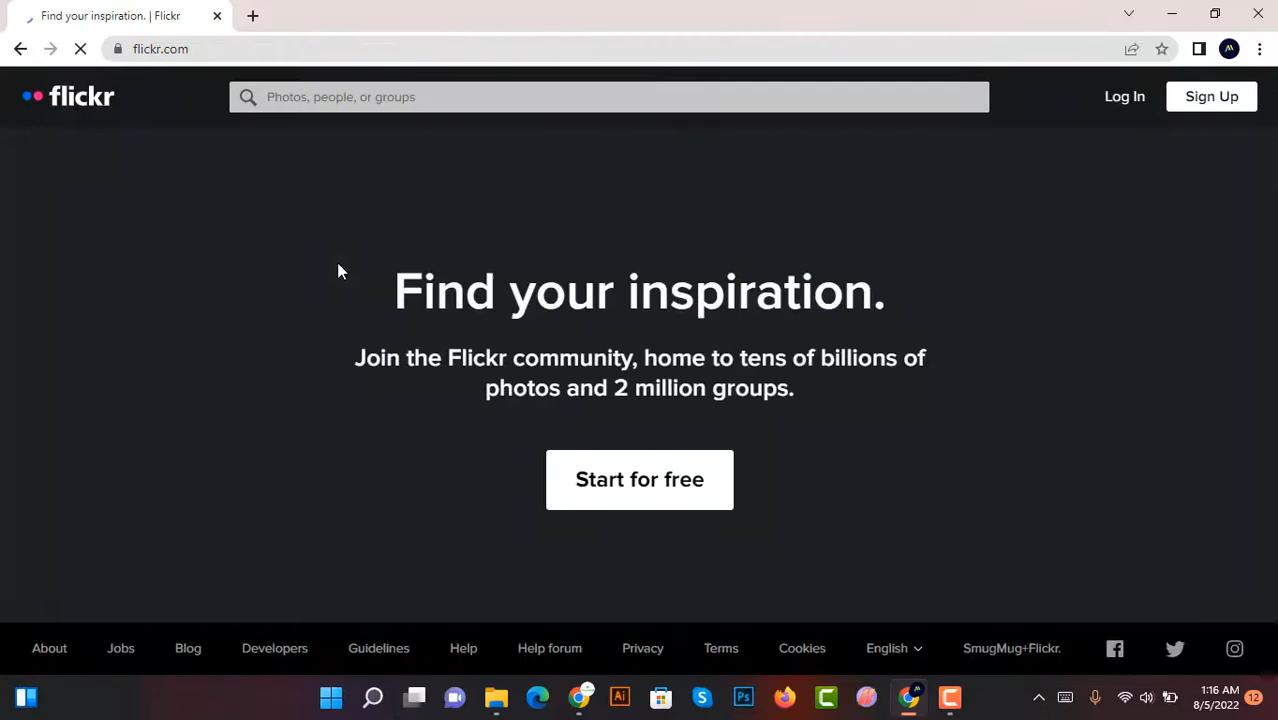 Find your inspiration. | Flickr
flickr.com
flickr
Photos, people, or groups
Log In
Sign Up
Find your inspiration.
Join the Flickr community, home to tens of billions of
photos and 2 million groups.
Start for free
About Jobs Blog Developers Guidelines Help Help forum Privacy Terms Cookies English SmugMug+Flickr.
Ai
Ps
1:16 AM
8/5/2022
12